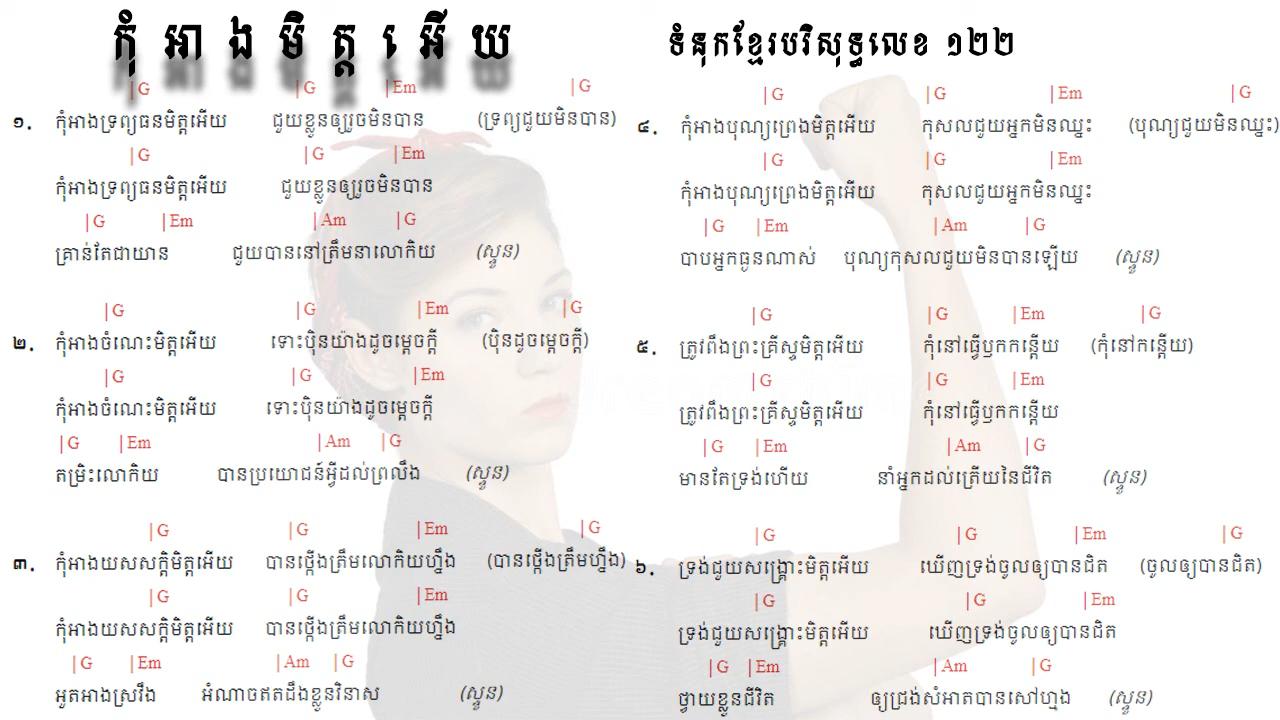 កុំអាងមិត្តអើយ
ទំនុកខ្មែរបរិសុទ្ធលេខ ១២២
|G |G |Em |G
១. កុំអាងទ្រព្យធនមិត្តអើយ ជួយខ្លួនឲ្យរួចមិនបាន (ទ្រព្យជួយមិនបាន)
|G |G |Em
កុំអាងទ្រព្យធនមិត្តអើយ ជួយខ្លួនឲ្យរួចមិនបាន
|G |Em |Am |G
គ្រាន់តែជាយាន ជួយបាននៅត្រឹមនាលោកិយ (ស្ទួន)
|G |G |Em |G
២. កុំអាងចំណេះមិត្តអើយ ទោះប៉ិនយ៉ាងដូចម្ដេចក្ដី (ប៉ិនដូចម្ដេចក្ដី)
|G |G |Em
កុំអាងចំណេះមិត្តអើយ ទោះប៉ិនយ៉ាងដូចម្ដេចក្ដី
|G |Em |Am |G
តម្រិះលោកិយ បានប្រយោជន៍អ្វីដល់ព្រលឹង (ស្ទួន)
|G |G |Em |G
៣. កុំអាងយសសក្ដិមិត្តអើយ បានថ្កើងត្រឹមលោកិយហ្នឹង (បានថ្កើងត្រឹមហ្នឹង)
|G |G |Em
កុំអាងយសសក្ដិមិត្តអើយ បានថ្កើងត្រឹមលោកិយហ្នឹង
|G |Em |Am |G
អួតអាងស្រវឹង អំណាចឥតដឹងខ្លួនវិនាស (ស្ទួន)
|G |G |Em |G
៤. កុំអាងបុណ្យព្រេងមិត្តអើយ កុសលជួយអ្នកមិនឈ្នះ (បុណ្យជួយមិនឈ្នះ)
|G |G |Em
កុំអាងបុណ្យព្រេងមិត្តអើយ កុសលជួយអ្នកមិនឈ្នះ
|G |Em |Am |G
បាបអ្នកធ្ងនណាស់ បុណ្យកុសលជួយមិនបានឡើយ (ស្ទួន)
|G |G |Em |G
៥. ត្រូវពឹងព្រះគ្រីស្ទមិត្តអើយ កុំនៅធ្វើឫកកន្តើយ (កុំនៅកន្តើយ)
|G |G |Em
ត្រូវពឹងព្រះគ្រីស្ទមិត្តអើយ កុំនៅធ្វើឫកកន្តើយ
|G |Em |Am |G
មានតែទ្រង់ហើយ នាំអ្នកដល់ត្រើយនៃជីវិត (ស្ទួន)
|G |G |Em |G
៦. ទ្រង់ជួយសង្គ្រោះមិត្តអើយ ឃើញទ្រង់ចូលឲ្យបានជិត (ចូលឲ្យបានជិត)
|G |G |Em
ទ្រង់ជួយសង្គ្រោះមិត្តអើយ ឃើញទ្រង់ចូលឲ្យបានជិត
|G |Em |Am |G
ថ្វាយខ្លួនជីវិត ឲ្យជ្រង់សំអាតបានសៅហ្មង (ស្ទួន)